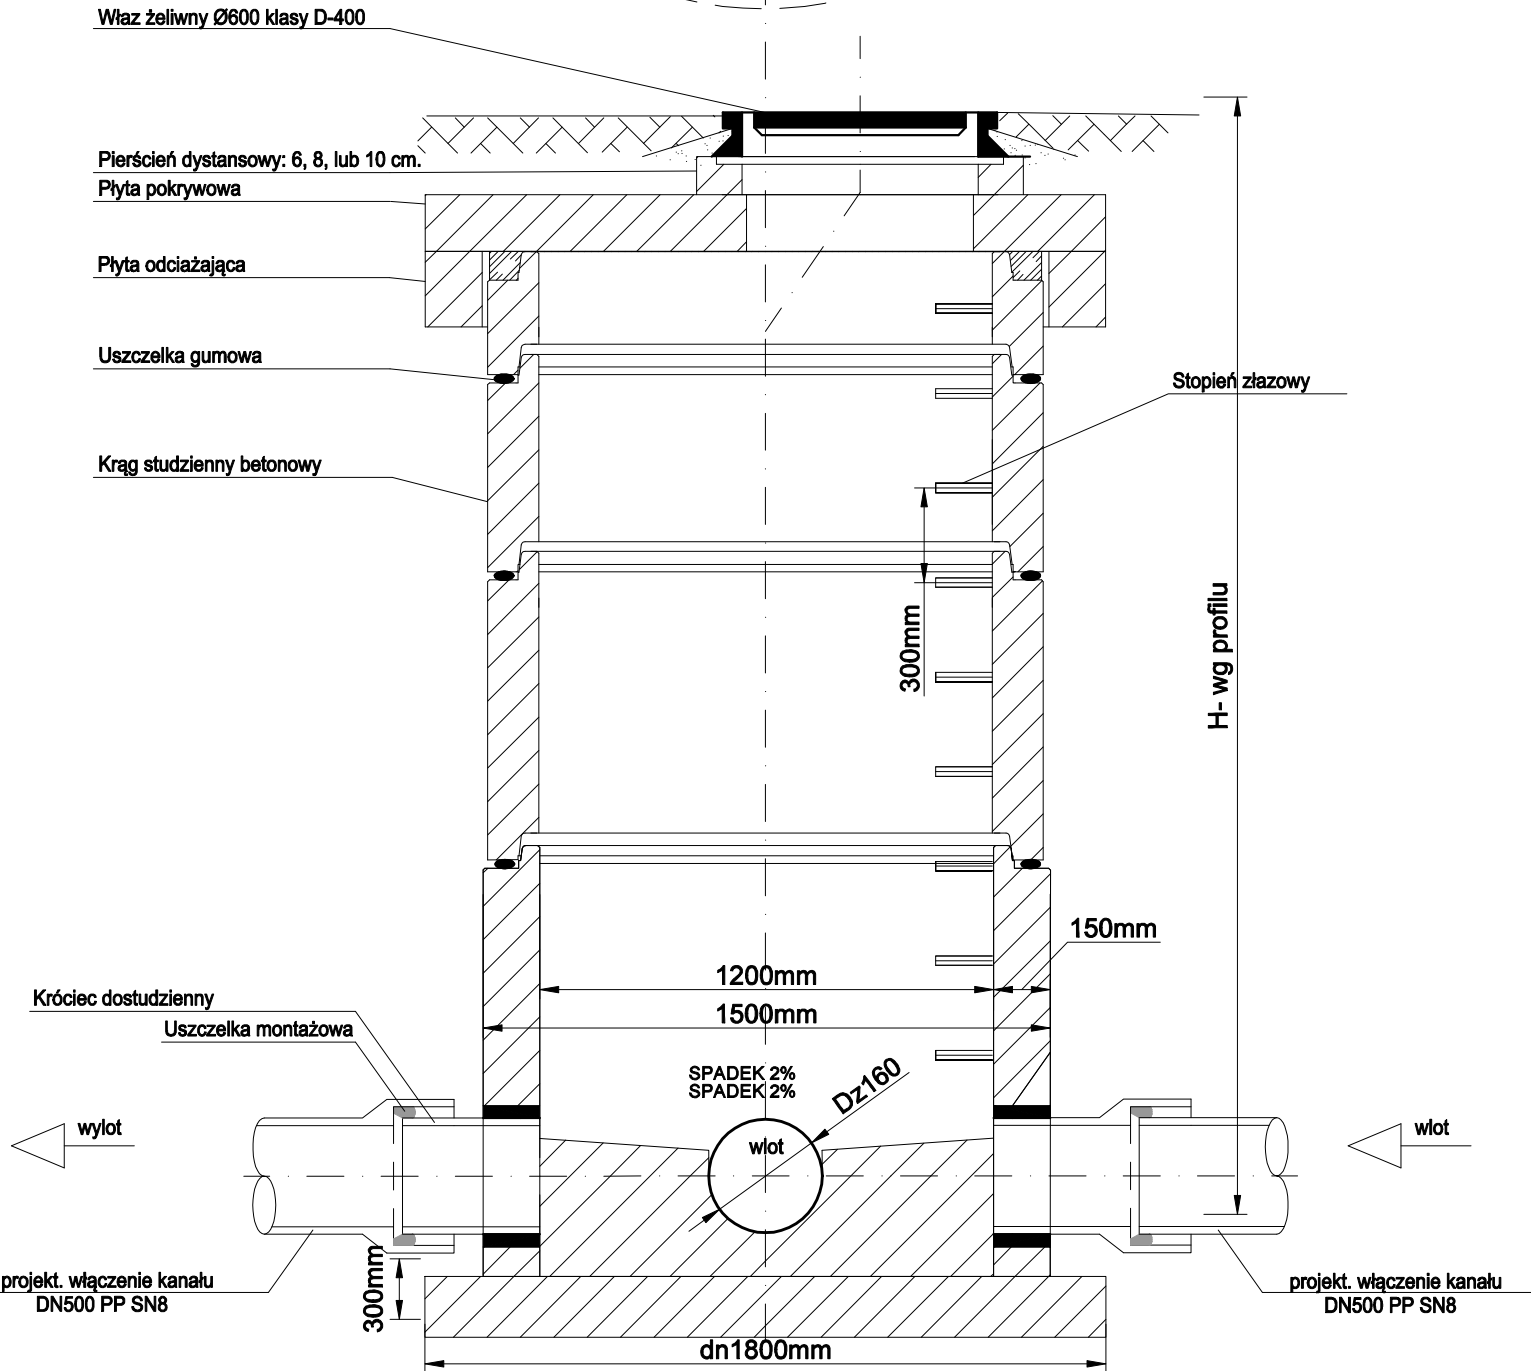 Właz żeliwny Ø600 klasy D-400
Pierścień dystansowy: 6, 8, lub 10 cm.
Płyta pokrywowa
Płyta odciażająca
Uszczelka gumowa
Stopień złazowy
Krąg studzienny betonowy
300mm
H- wg profilu
150mm
1200mm
1500mm
Króciec dostudzienny
Uszczelka montażowa
SPADEK 2%
SPADEK 2%
Dz160
wylot
wlot
wlot
300mm
projekt. włączenie kanału
DN500 PP SN8
projekt. włączenie kanału
DN500 PP SN8
dn1800mm